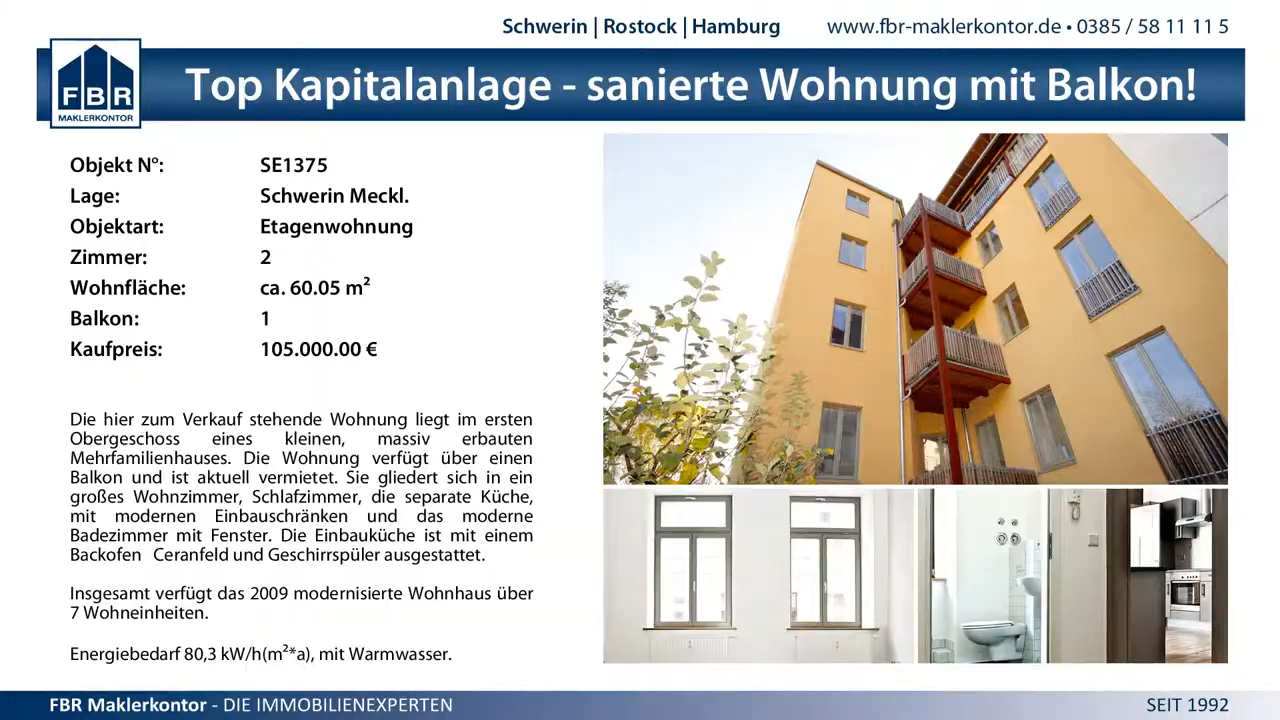 Schwerin | Rostock | Hamburg www.fbr-maklerkontor.de • 0385 / 58 11 11 5
FBR
MAKLERKONTOR
Top Kapitalanlage - sanierte Wohnung mit Balkon!
Objekt N°: SE1375
Lage: Schwerin Meckl.
Objektart: Etagenwohnung
Zimmer: 2
Wohnfläche: ca. 60.05 m²
Balkon: 1
Kaufpreis: 105.000.00 €
Die hier zum Verkauf stehende Wohnung liegt im ersten
Obergeschoss eines kleinen, massiv erbauten
Mehrfamilienhauses. Die Wohnung verfügt über einen
Balkon und ist aktuell vermietet. Sie gliedert sich in ein
großes Wohnzimmer, Schlafzimmer, die separate Küche,
mit modernen Einbauschränken und das moderne
Badezimmer mit Fenster. Die Einbauküche ist mit einem
Backofen Ceranfeld und Geschirrspüler ausgestattet.
Insgesamt verfügt das 2009 modernisierte Wohnhaus über
7 Wohneinheiten.
Energiebedarf 80,3 kW/h(m²*a), mit Warmwasser.
FBR Maklerkontor - DIE IMMOBILIENEXPERTEN SEIT 1992